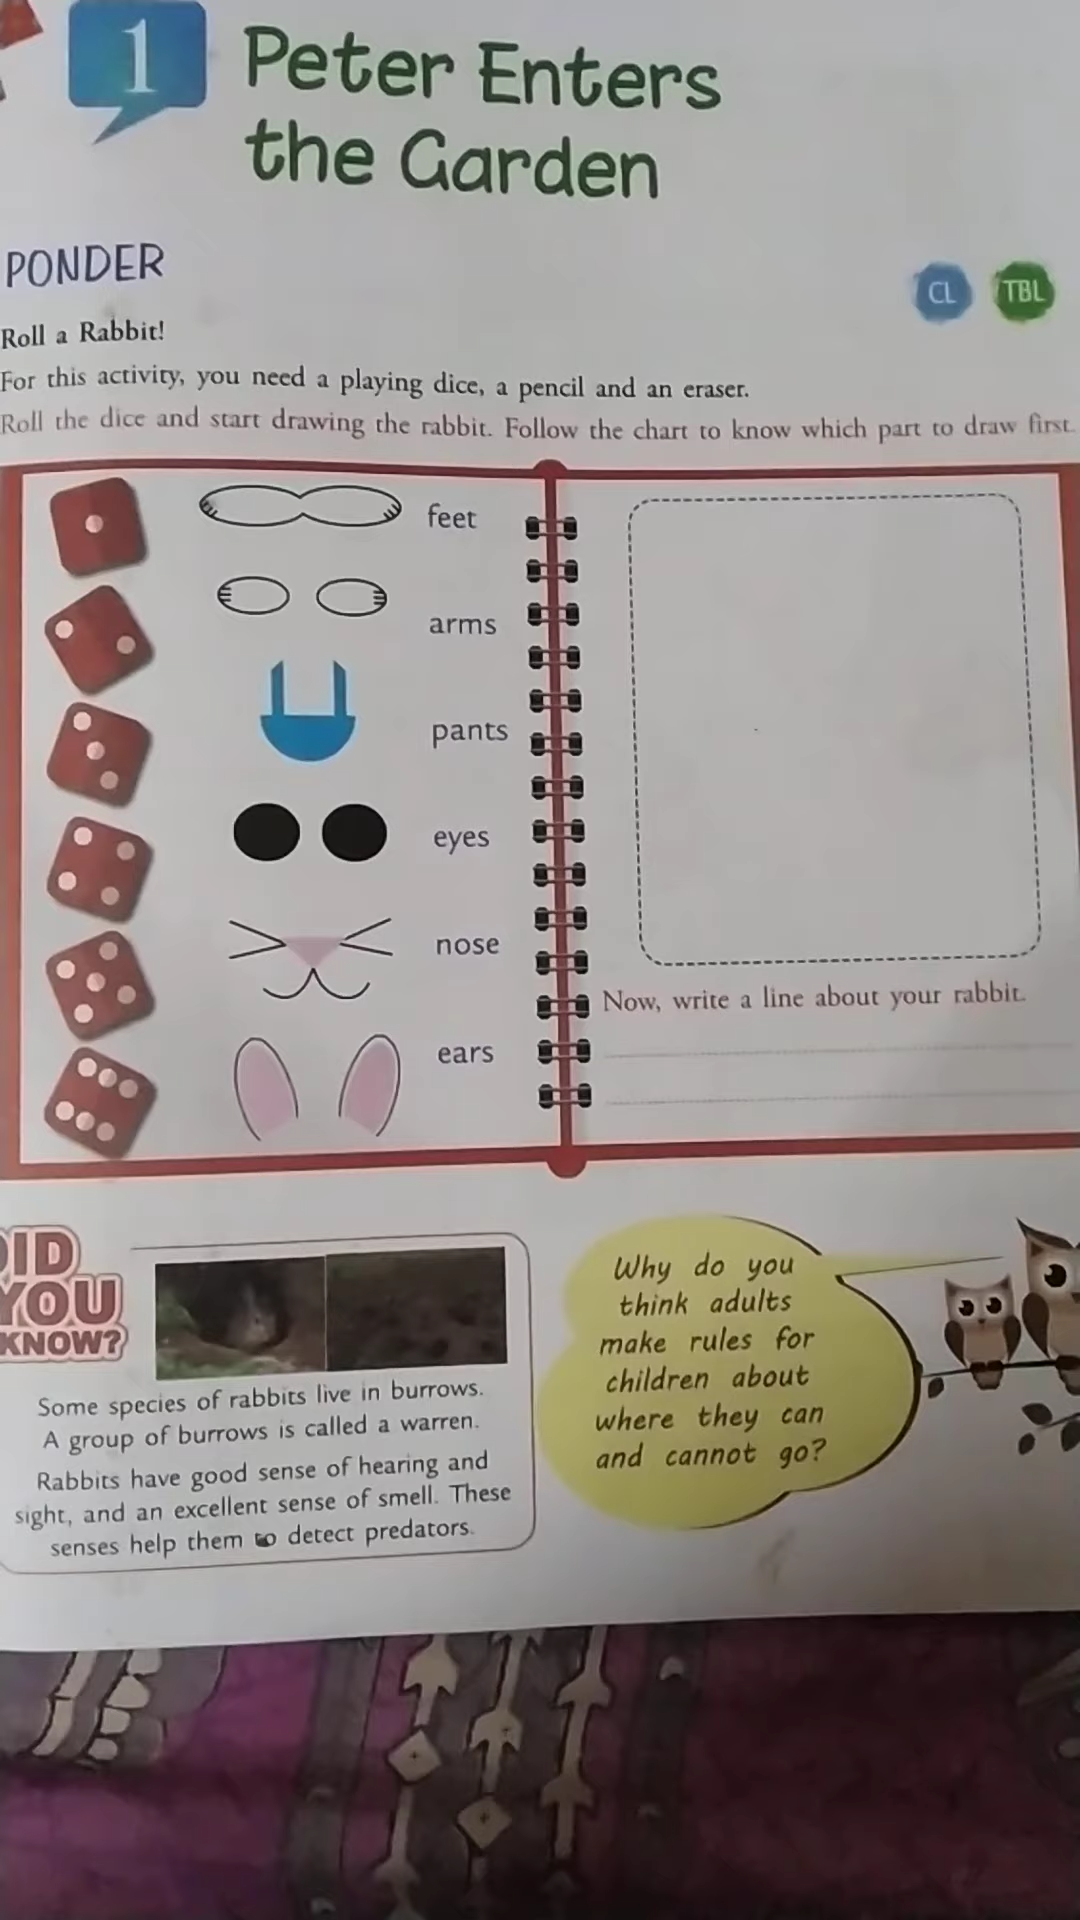 1
Peter Enters
the Garden
PONDER
CL TBL
Roll a Rabbit!
For this activity, you need a playing dice, a pencil and an eraser.
Roll the dice and start drawing the rabbit. Follow the chart to know which part to draw first.
feet
arms
pants
eyes
nose
ears
Now, write a line about your rabbit.
DID
YOU
KNOW?
Some species of rabbits live in burrows.
A group of burrows is called a warren.
Rabbits have good sense of hearing and
sight, and an excellent sense of smell. These
senses help them to detect predators.
Why do you
think adults
make rules for
children about
where they can
and cannot go?